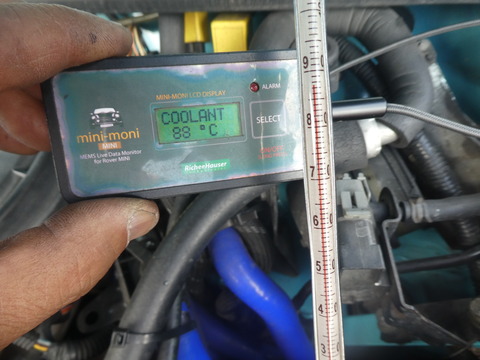 MINI-MONI LCD DISPLAY
ALARM
COOLANT
88 °C
SELECT
mini-moni
MINI
MEMS Live Data Monitor
for Rover MINI
RichterHauser
9
8
7
6
5
4
3